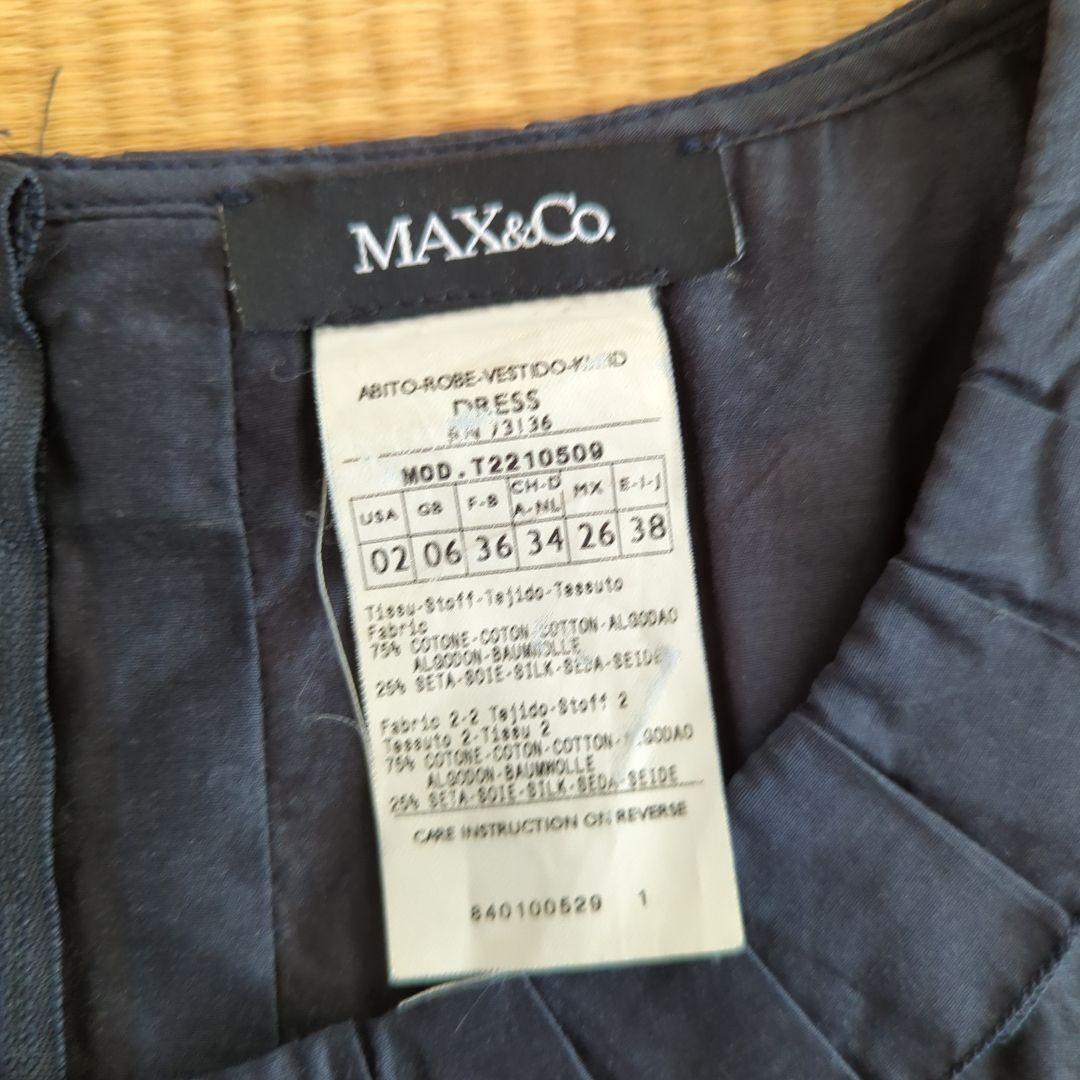 MAX&Co.
ABITO-ROBE-VESTIDO-KLEID
DRESS
RN 73136
MOD.T2210509
USA GB F-B CH-D A-NL MX E-I-J
02 06 36 34 26 38
Tissu-Stoff-Tejido-Tessuto
Fabric
75% COTONE-COTON-COTTON-ALGODAO
ALGODON-BAUMWOLLE
25% SETA-SOIE-SILK-SEDA-SEIDE
Fabric 2-2 Tejido-Stoff 2
Tessuto 2-Tissu 2
75% COTONE-COTON-COTTON-ALGODAO
ALGODON-BAUMWOLLE
25% SETA-SOIE-SILK-SEDA-SEIDE
CARE INSTRUCTION ON REVERSE
840100529 1